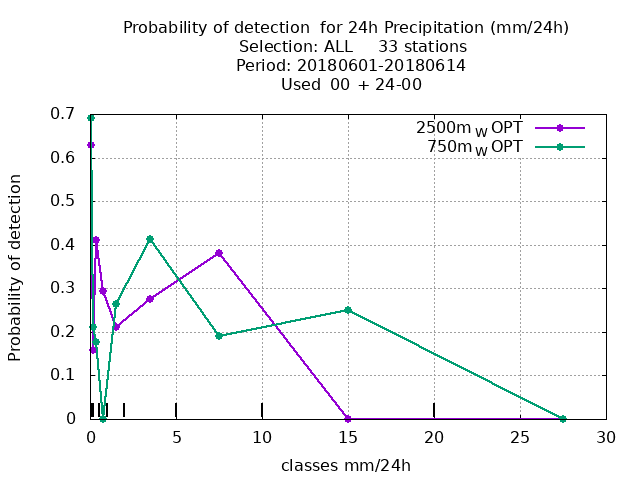 Probability of detection  for 24h Precipitation (mm/24h)
Selection: ALL     33 stations
Period: 20180601-20180614
Used  00 + 24-00
2500m W OPT
750m W OPT
0.7
0.6
0.5
0.4
0.3
0.2
0.1
0
Probability of detection
0 5 10 15 20 25 30
classes mm/24h